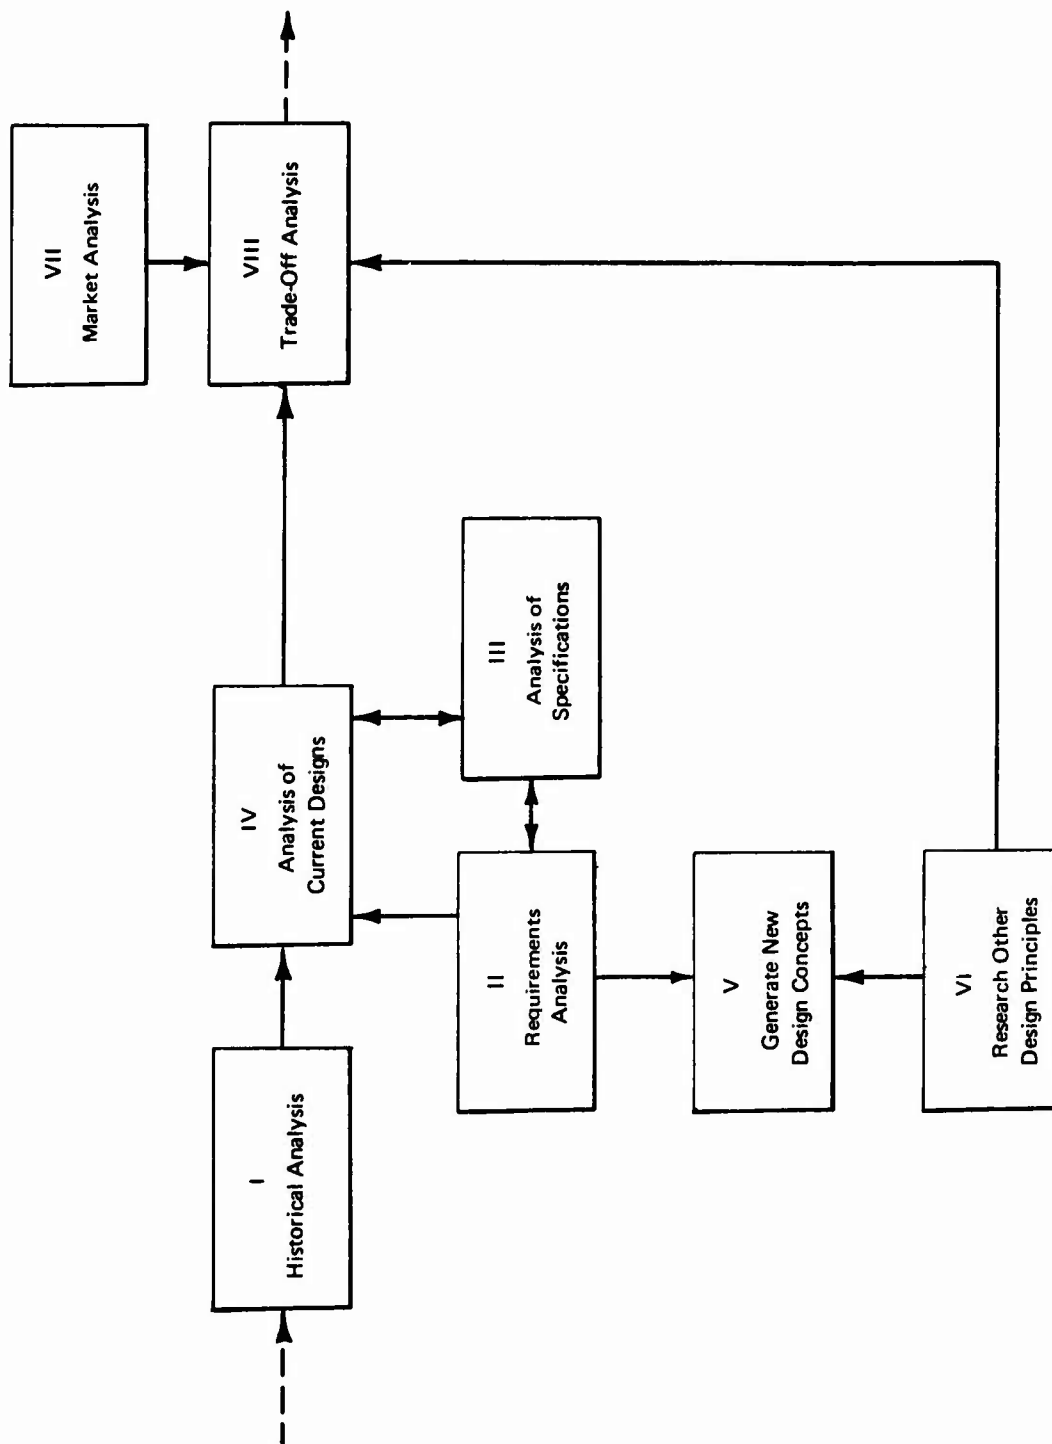 I
Historical Analysis
II
Requirements
Analysis
III
Analysis of
Specifications
IV
Analysis of
Current Designs
V
Generate New
Design Concepts
VI
Research Other
Design Principles
VII
Market Analysis
VIII
Trade-Off Analysis